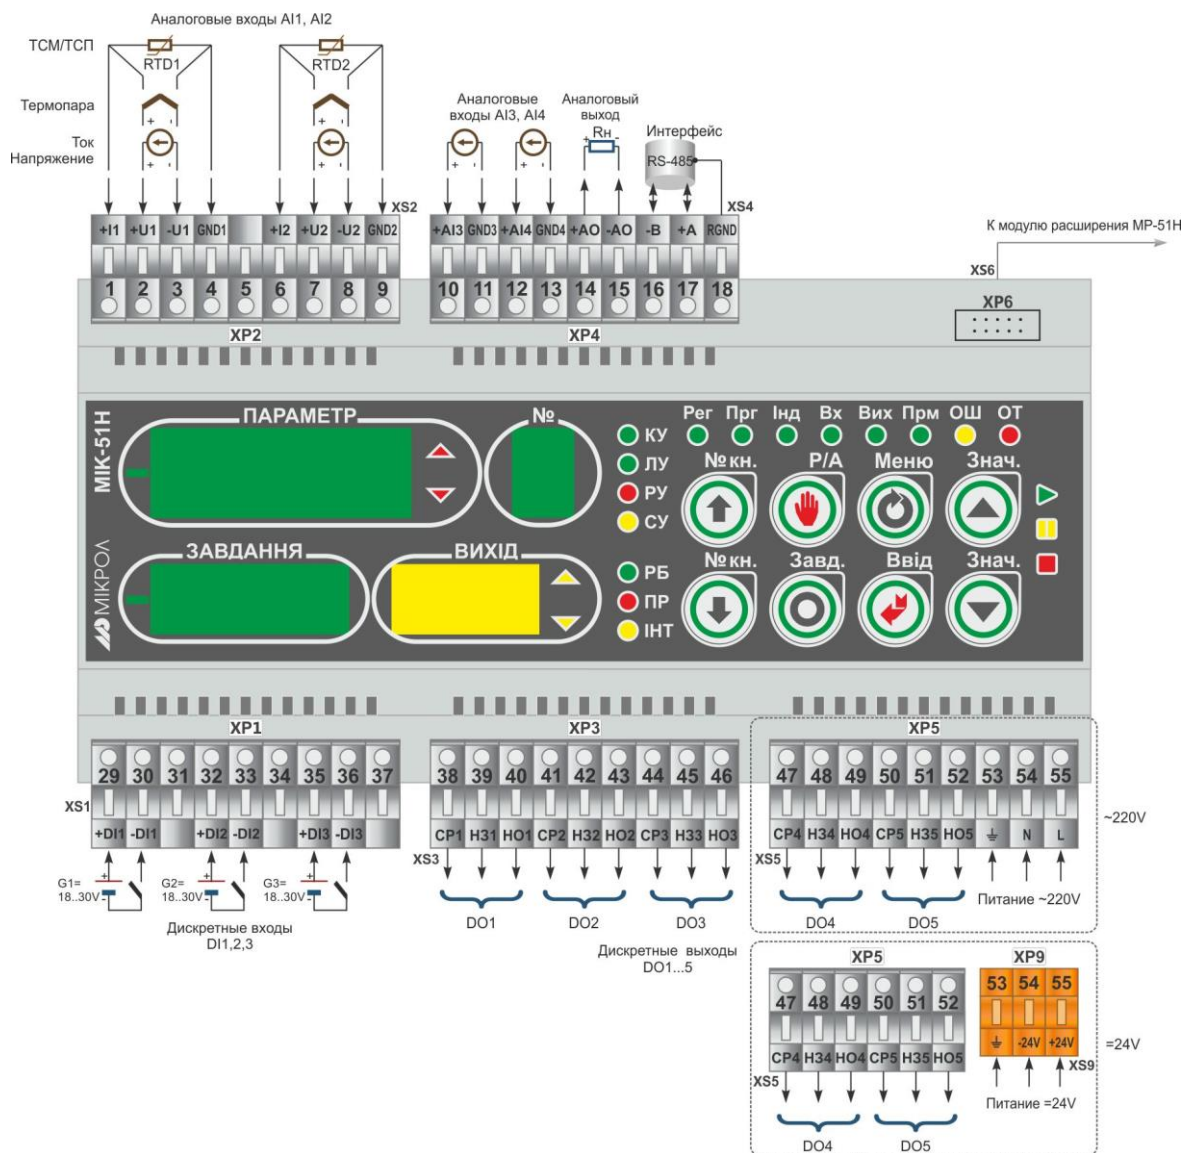 Аналоговые входы AI1, AI2
ТСМ/ТСП
RTD1
RTD2
Термопара
+ -
+ -
Ток
Напряжение
+ -
+ -
Аналоговые
входы AI3, AI4
+ -
+ -
Аналоговый
выход
+ Rн -
Интерфейс
RS-485
XS2
XS4
+I1 +U1 -U1 GND1 +I2 +U2 -U2 GND2
1 2 3 4 5 6 7 8 9
XP2
+AI3 GND3 +AI4 GND4 +AO -AO -B +A RGND
10 11 12 13 14 15 16 17 18
XP4
К модулю расширения МР-51Н
XS6
XP6
МІК-51Н
МІКРОЛ
ПАРАМЕТР
№
ЗАВДАННЯ
ВИХІД
КУ
ЛУ
РУ
СУ
РБ
ПР
ІНТ
Рег Прг Інд Вх Вих Прм ОШ ОТ
№ кн. Р/А Меню Знач.
№ кн. Завд. Ввід Знач.
XP1
29 30 31 32 33 34 35 36 37
XS1
+DI1 -DI1 +DI2 -DI2 +DI3 -DI3
G1=
18..30V
+
-
G2=
18..30V
+
-
G3=
18..30V
+
-
Дискретные входы
DI1,2,3
XP3
38 39 40 41 42 43 44 45 46
CP1 H31 HO1 CP2 H32 HO2 CP3 H33 HO3
XS3
DO1
DO2
DO3
Дискретные выходы
DO1...5
XP5
47 48 49 50 51 52 53 54 55
CP4 H34 HO4 CP5 H35 HO5 N L
XS5
~220V
Питание ~220V
DO4
DO5
XP5
XP9
47 48 49 50 51 52
53 54 55
CP4 H34 HO4 CP5 H35 HO5
-24V +24V
XS5
XS9
=24V
Питание =24V
DO4
DO5